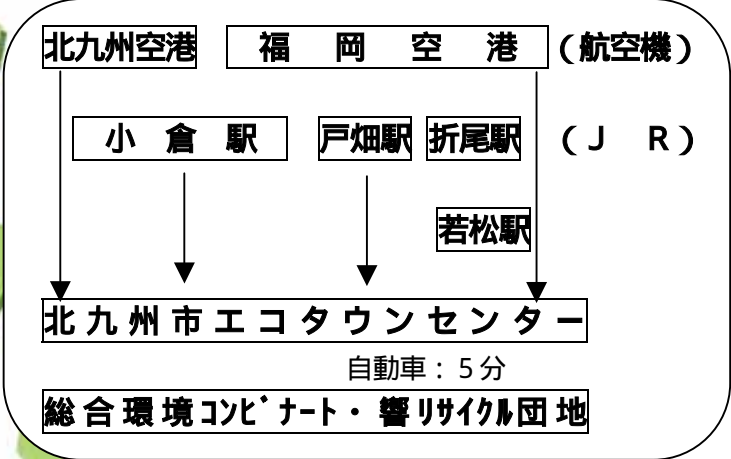 北九州空港 福岡空港 (航空機)
小倉駅 戸畑駅 折尾駅 (JR)
若松駅
北九州市エコタウンセンター
自動車:5分
総合環境コンビナート・響リサイクル団地